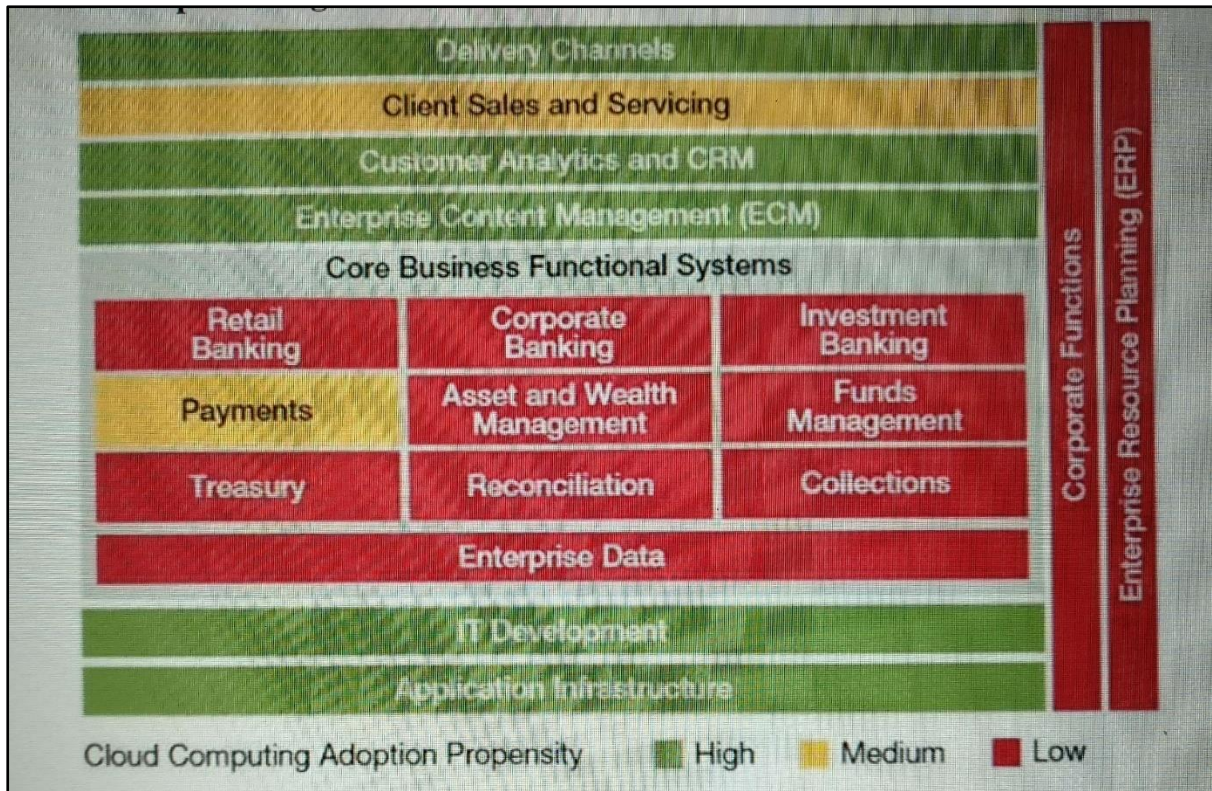 Delivery Channels
Client Sales and Servicing
Customer Analytics and CRM
Enterprise Content Management (ECM)
Core Business Functional Systems
Retail
Banking
Corporate
Banking
Investment
Banking
Payments
Asset and Wealth
Management
Funds
Management
Treasury
Reconciliation
Collections
Enterprise Data
IT Development
Application Infrastructure
Corporate Functions
Enterprise Resource Planning (ERP)
Cloud Computing Adoption Propensity
High
Medium
Low